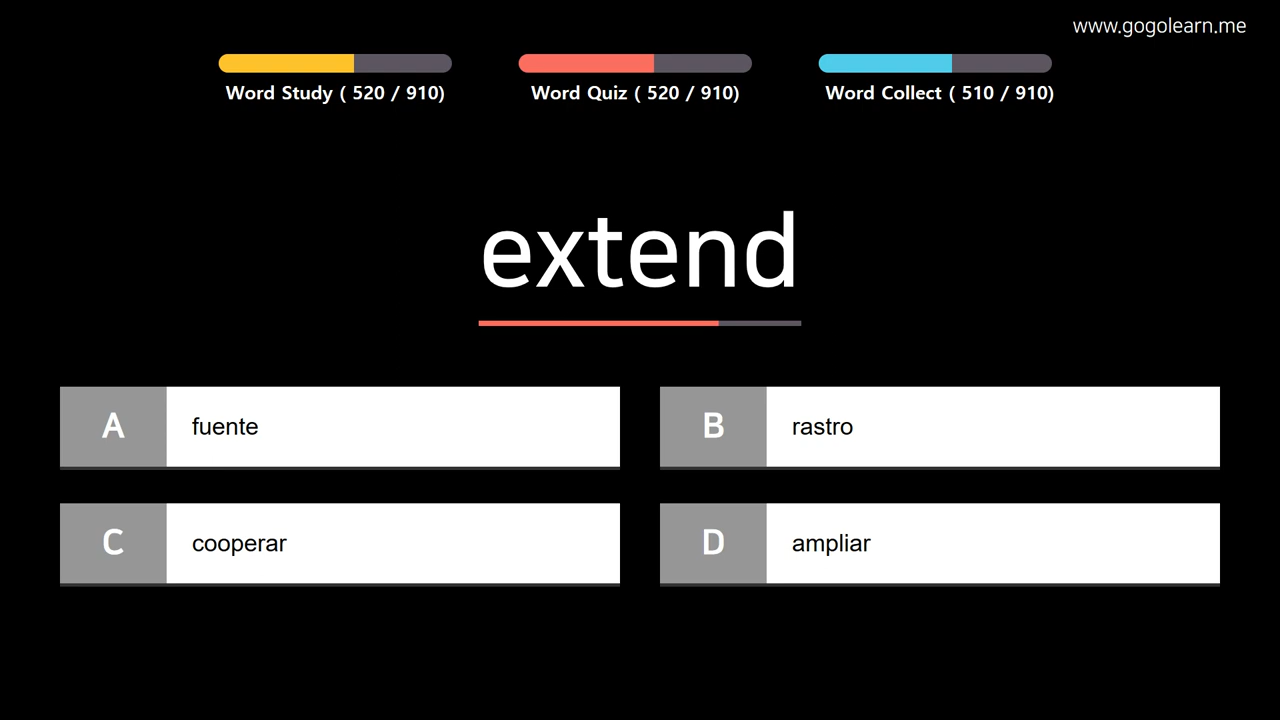 www.gogolearn.me
Word Study ( 520 / 910)
Word Quiz ( 520 / 910)
Word Collect ( 510 / 910)
extend
A fuente
B rastro
C cooperar
D ampliar